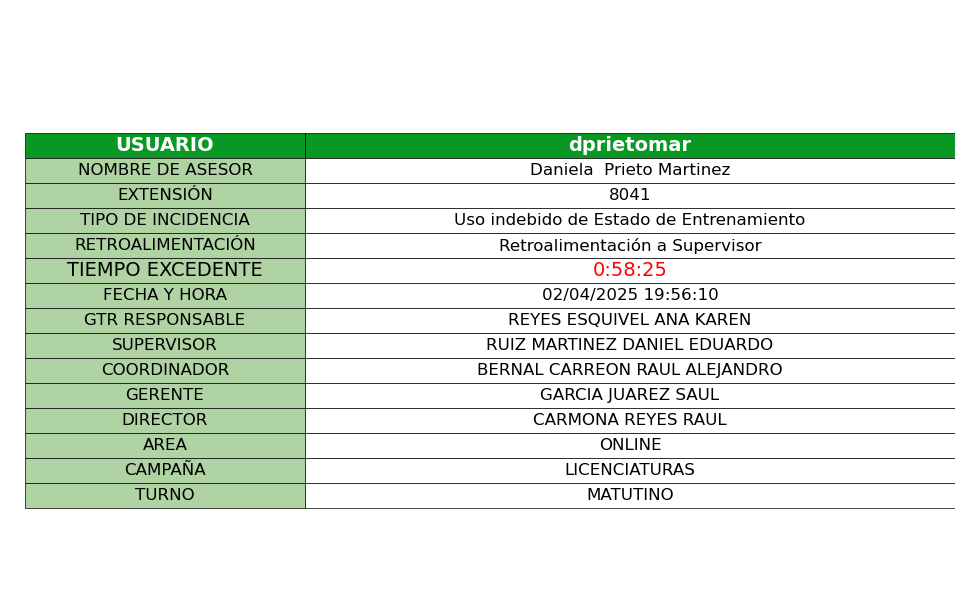 USUARIO dprietomar
NOMBRE DE ASESOR Daniela  Prieto Martinez
EXTENSIÓN 8041
TIPO DE INCIDENCIA Uso indebido de Estado de Entrenamiento
RETROALIMENTACIÓN Retroalimentación a Supervisor
TIEMPO EXCEDENTE 0:58:25
FECHA Y HORA 02/04/2025 19:56:10
GTR RESPONSABLE REYES ESQUIVEL ANA KAREN
SUPERVISOR RUIZ MARTINEZ DANIEL EDUARDO
COORDINADOR BERNAL CARREON RAUL ALEJANDRO
GERENTE GARCIA JUAREZ SAUL
DIRECTOR CARMONA REYES RAUL
AREA ONLINE
CAMPAÑA LICENCIATURAS
TURNO MATUTINO